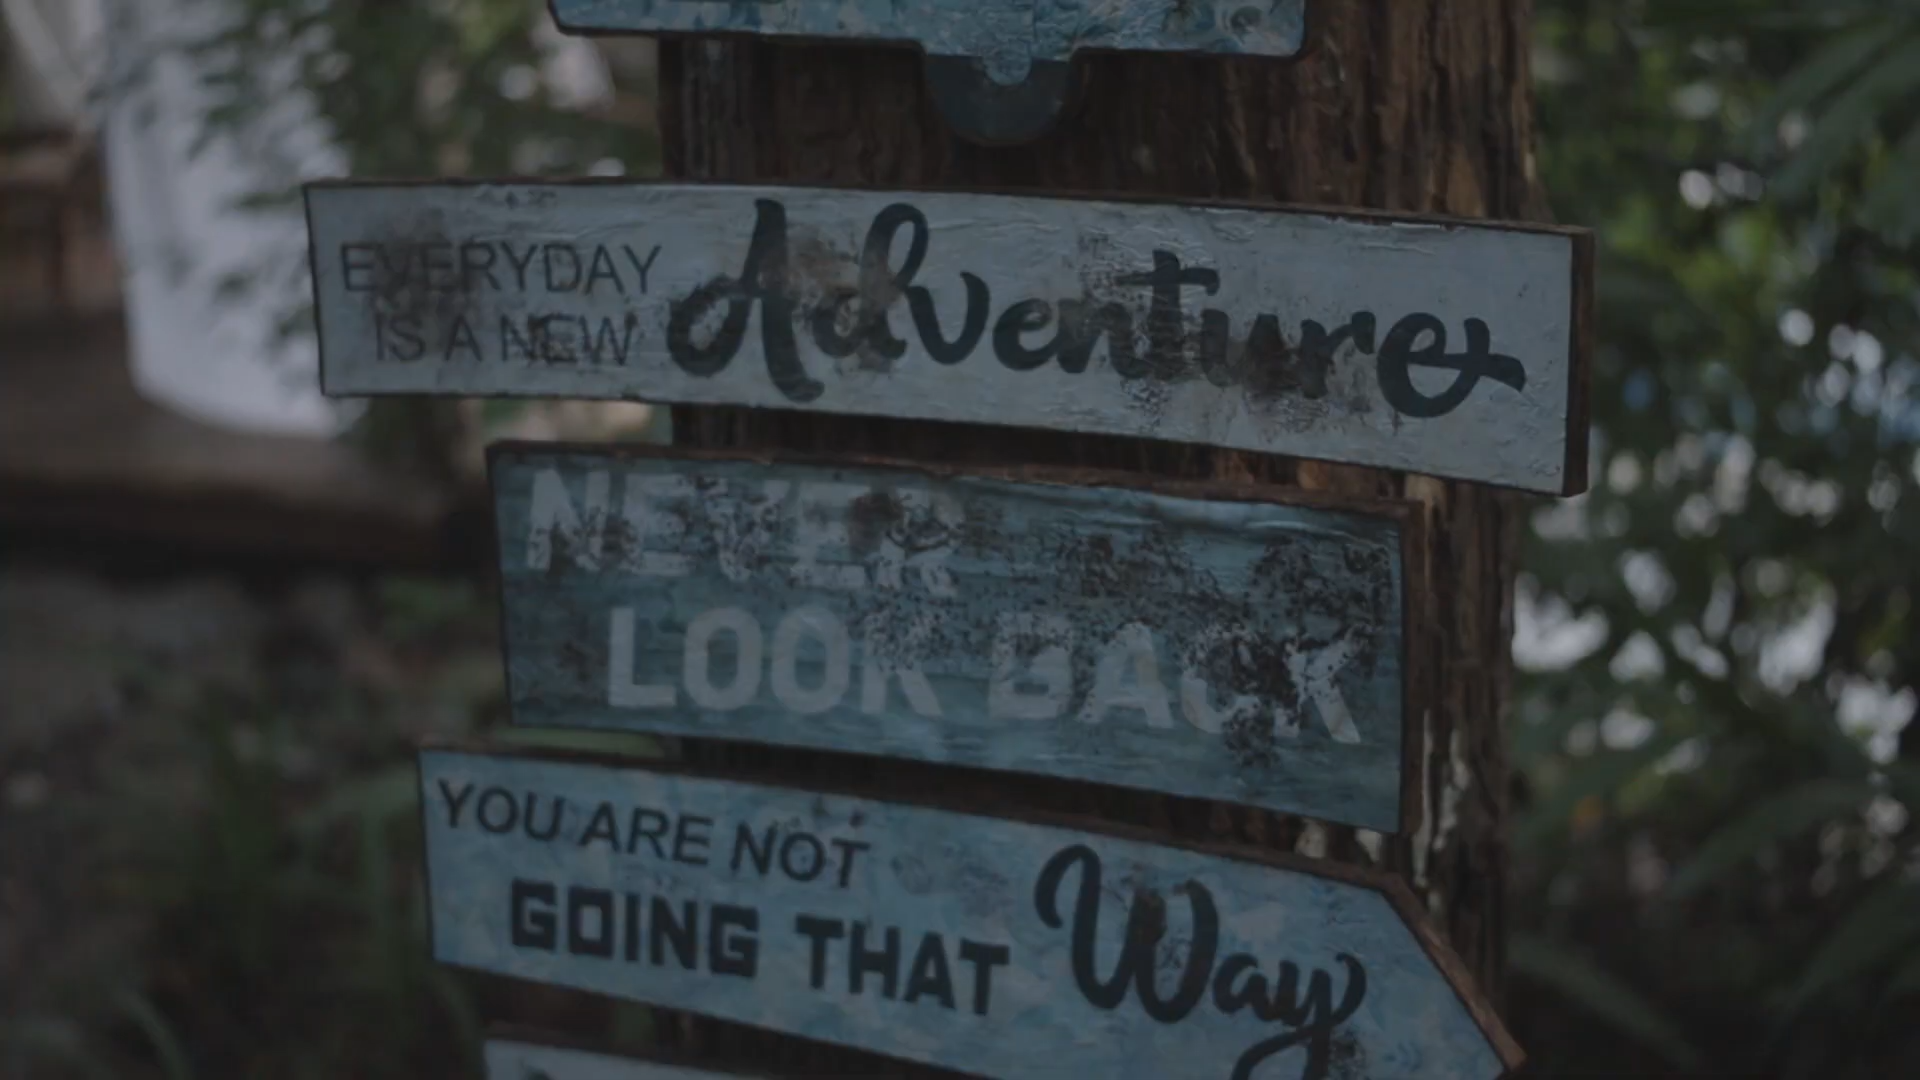 EVERYDAY
IS A NEW
Adventure
NEVER
LOOK BACK
YOU ARE NOT
GOING THAT
Way